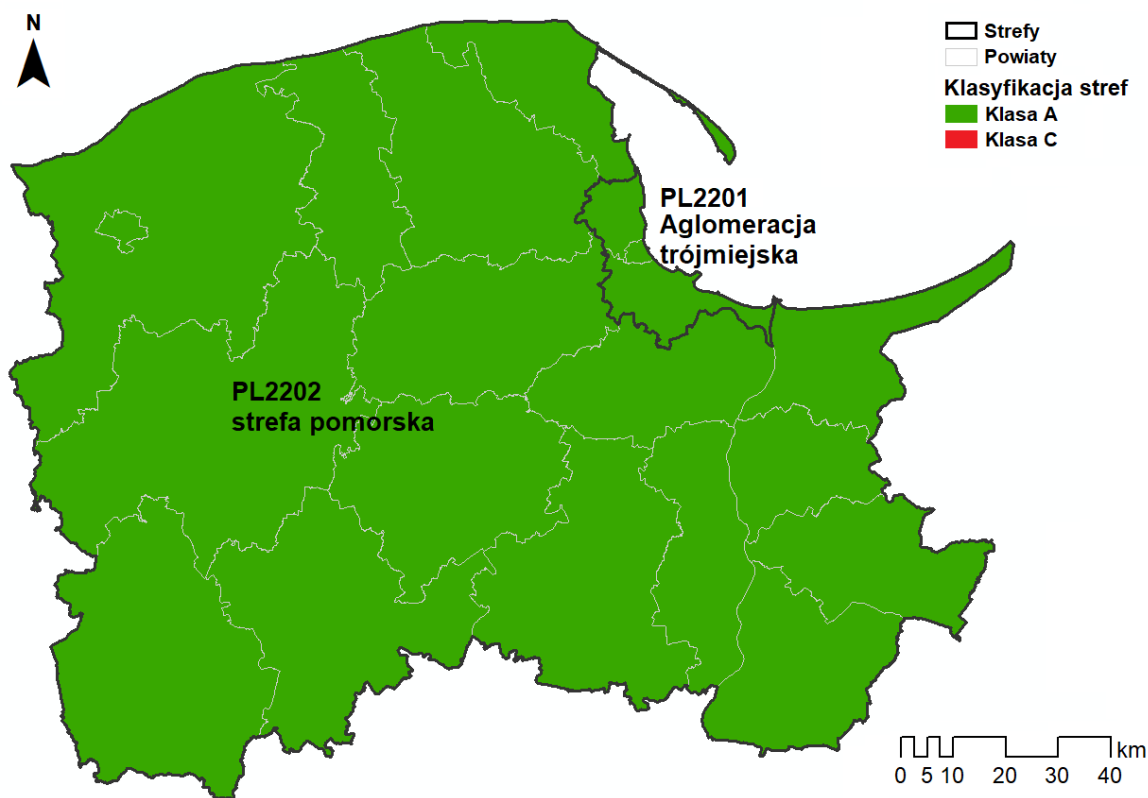 N
Strefy
Powiaty
Klasyfikacja stref
Klasa A
Klasa C
PL2201
Aglomeracja
trójmiejska
PL2202
strefa pomorska
km
0 5 10 20 30 40